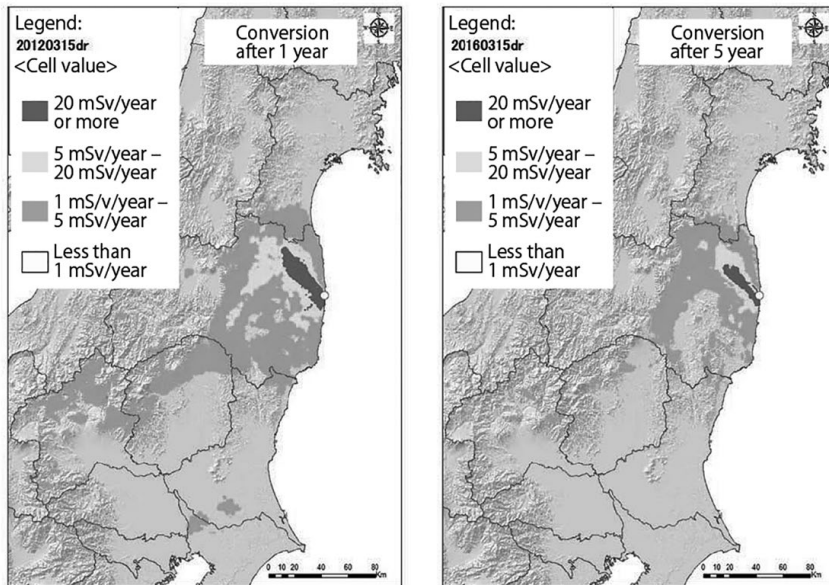 Legend:
20120315dr
<Cell value>
20 mSv/year
or more
5 mSv/year –
20 mSv/year
1 mS/v/year –
5 mSv/year
Less than
1 mSv/year
Conversion
after 1 year
0 10 20 40 60 80
Km
Legend:
20160315dr
<Cell value>
20 mSv/year
or more
5 mSv/year –
20 mSv/year
1 mS/v/year –
5 mSv/year
Less than
1 mSv/year
Conversion
after 5 year
0 10 20 40 60 80
Km